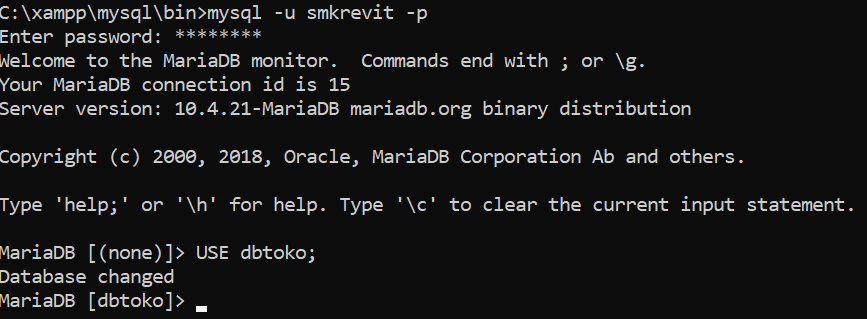 C:\xampp\mysql\bin>mysql -u smkrevit -p
Enter password: ********
Welcome to the MariaDB monitor.  Commands end with ; or \g.
Your MariaDB connection id is 15
Server version: 10.4.21-MariaDB mariadb.org binary distribution
Copyright (c) 2000, 2018, Oracle, MariaDB Corporation Ab and others.
Type 'help;' or '\h' for help. Type '\c' to clear the current input statement.
MariaDB [(none)]> USE dbtoko;
Database changed
MariaDB [dbtoko]> _